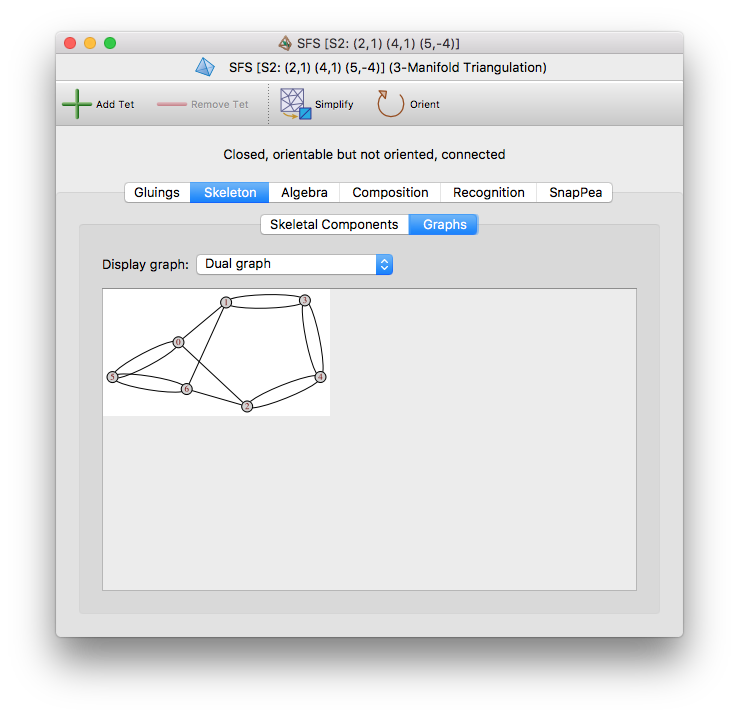 SFS [S2: (2,1) (4,1) (5,-4)]
SFS [S2: (2,1) (4,1) (5,-4)] (3-Manifold Triangulation)
Add Tet Remove Tet Simplify Orient
Closed, orientable but not oriented, connected
Gluings Skeleton Algebra Composition Recognition SnapPea
Skeletal Components Graphs
Display graph: Dual graph
1 3
0
5 4
6
2